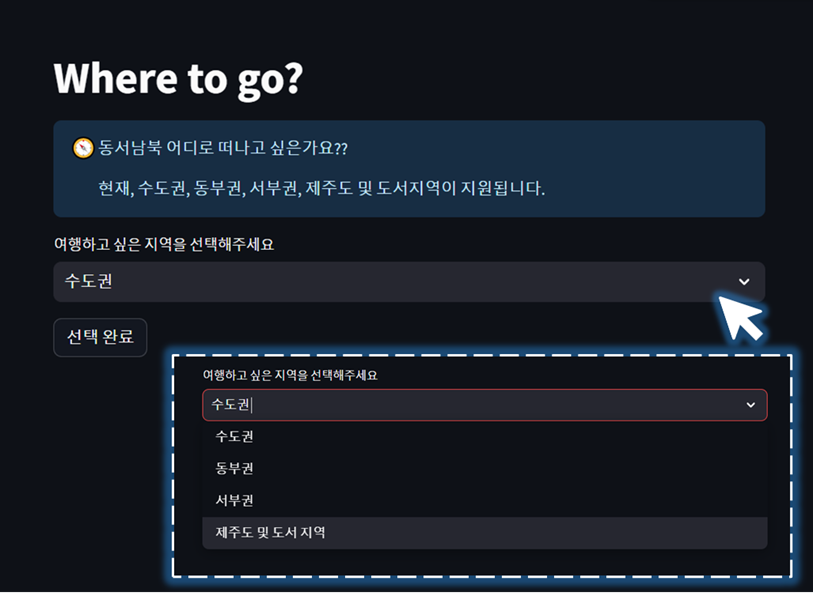 Where to go?
동서남북 어디로 떠나고 싶은가요??
현재, 수도권, 동부권, 서부권, 제주도 및 도서지역이 지원됩니다.
여행하고 싶은 지역을 선택해주세요
수도권
선택 완료
여행하고 싶은 지역을 선택해주세요
수도권
수도권
동부권
서부권
제주도 및 도서 지역